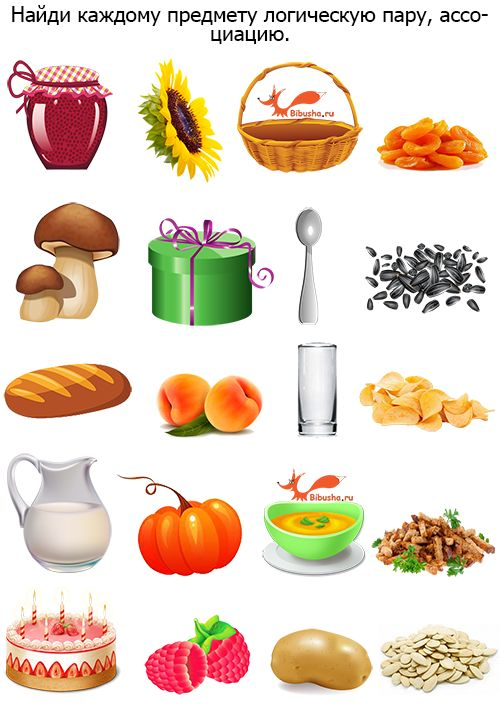 Найди каждому предмету логическую пару, ассо-
циацию.
Bibusha.ru
Bibusha.ru